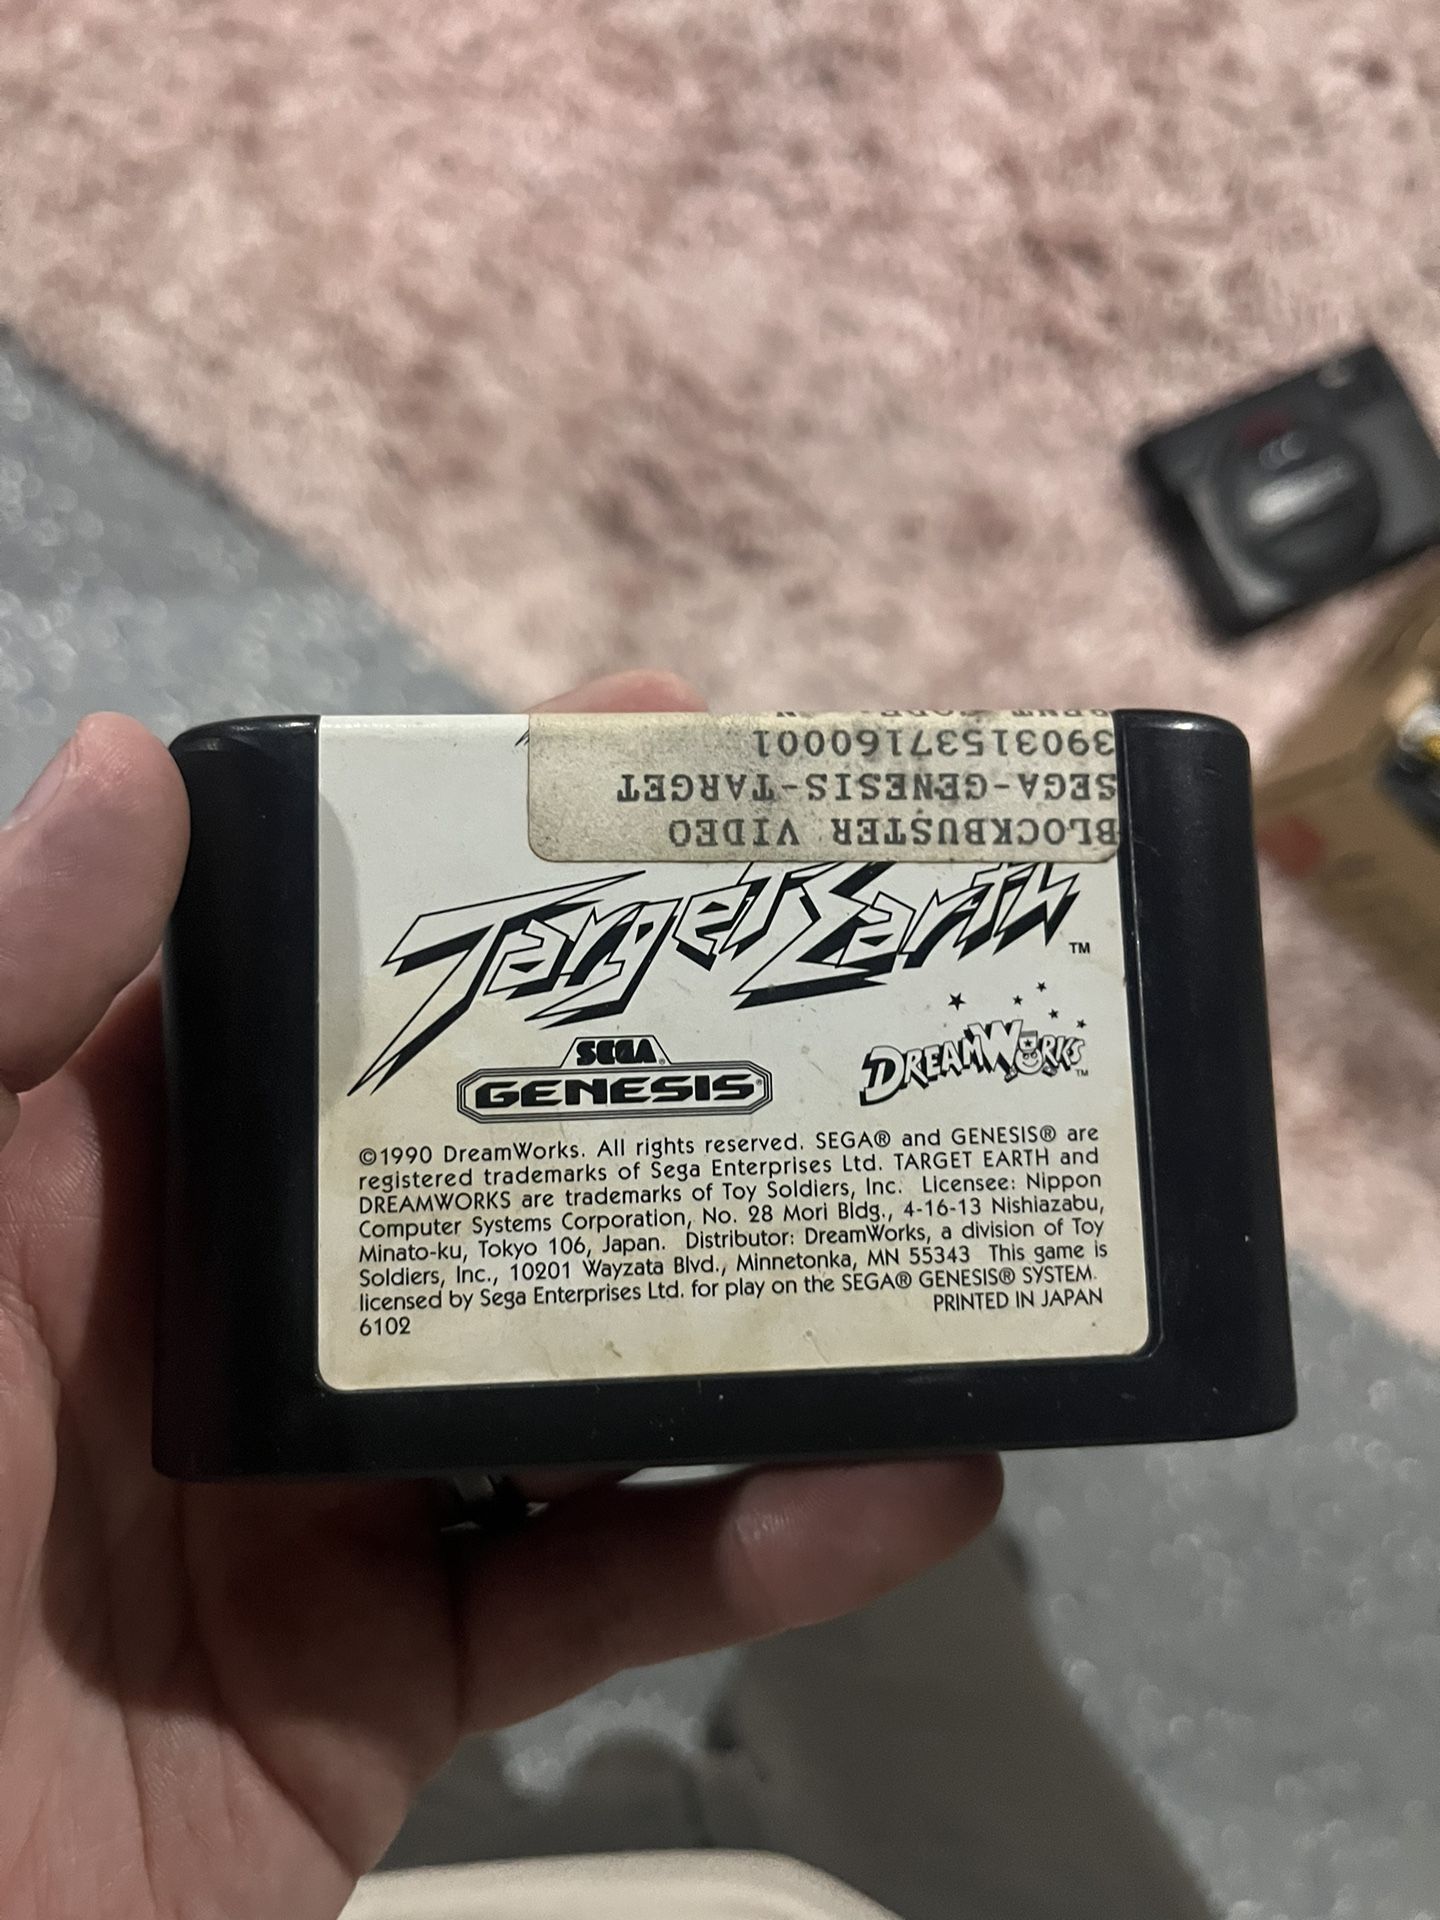 39031537160001
SEGA-GENESIS-TARGET
BLOCKBUSTER VIDEO
Target Earth ™
SEGA®
GENESIS®
DREAMWORKS™
©1990 DreamWorks. All rights reserved. SEGA® and GENESIS® are
registered trademarks of Sega Enterprises Ltd. TARGET EARTH and
DREAMWORKS are trademarks of Toy Soldiers, Inc. Licensee: Nippon
Computer Systems Corporation, No. 28 Mori Bldg., 4-16-13 Nishiazabu,
Minato-ku, Tokyo 106, Japan. Distributor: DreamWorks, a division of Toy
Soldiers, Inc., 10201 Wayzata Blvd., Minnetonka, MN 55343 This game is
licensed by Sega Enterprises Ltd. for play on the SEGA® GENESIS® SYSTEM.
PRINTED IN JAPAN
6102